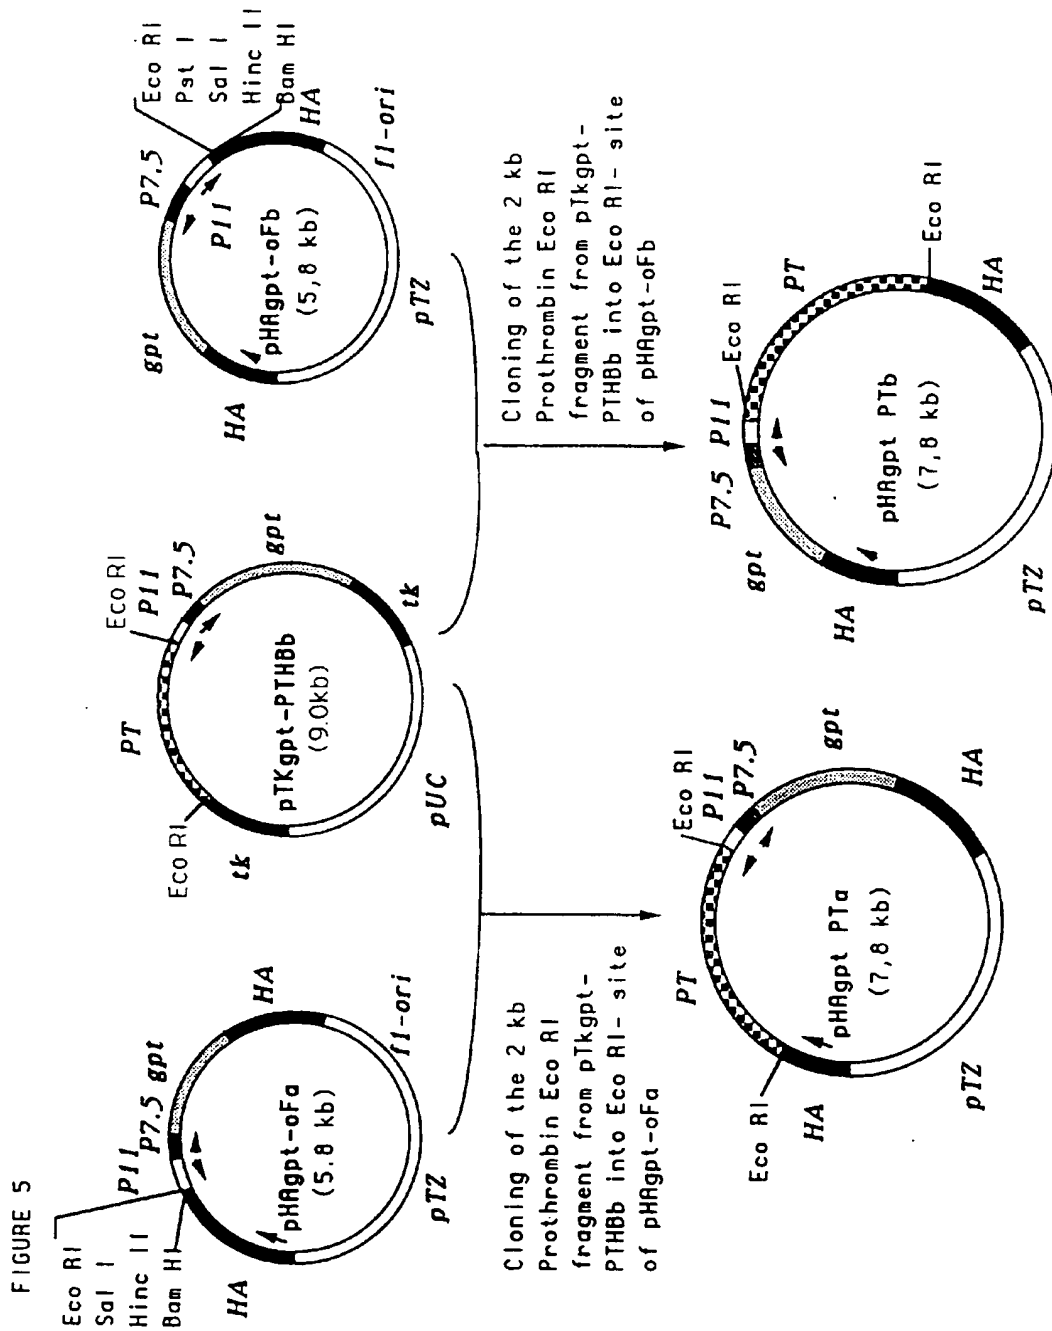 FIGURE 5
Eco RI
Sal I
Hinc II
Bam HI
P11
P7.5
gpt
HA
HA
pHAgpt-oFa
(5.8 kb)
f1-ori
pTZ
Eco RI
PT
Eco RI
P11
P7.5
gpt
tk
tk
pTKgpt-PTHBb
(9.0kb)
pUC
gpt
P7.5
P11
Eco RI
Pst I
Sal I
Hinc II
Bam HI
HA
HA
pHAgpt-oFb
(5,8 kb)
f1-ori
pTZ
Cloning of the 2 kb
Prothrombin Eco RI
fragment from pTkgpt-
PTHBb into Eco RI- site
of pHAgpt-oFa
Cloning of the 2 kb
Prothrombin Eco RI
fragment from pTkgpt-
PTHBb into Eco RI- site
of pHAgpt-oFb
Eco RI
PT
Eco RI
P11
P7.5
gpt
HA
HA
pHAgpt PTa
(7,8 kb)
pTZ
gpt
P7.5
P11
Eco RI
PT
Eco RI
HA
HA
pHAgpt PTb
(7,8 kb)
pTZ